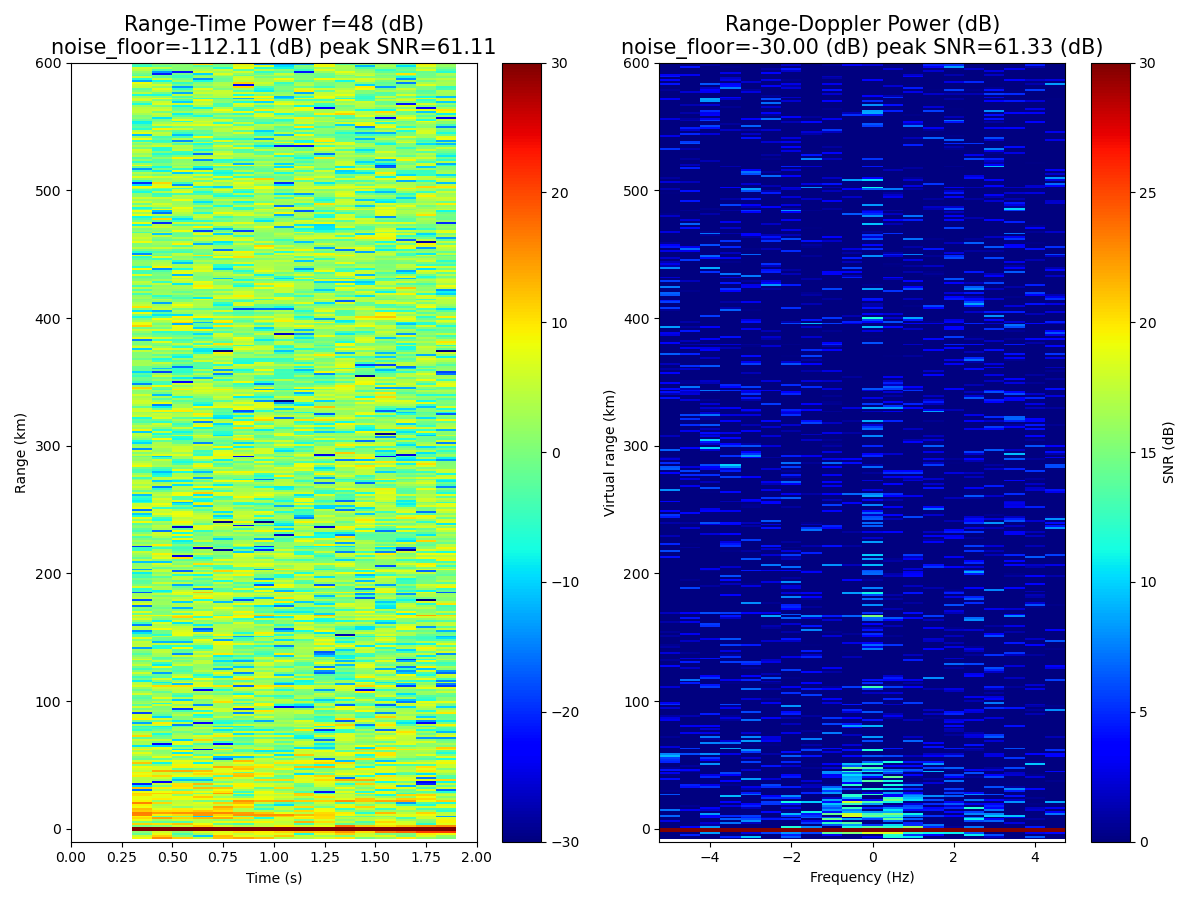 Range-Time Power f=48 (dB)
noise_floor=-112.11 (dB) peak SNR=61.11
600
500
400
300
200
100
0
Range (km)
0.00 0.25 0.50 0.75 1.00 1.25 1.50 1.75 2.00
Time (s)
30
20
10
0
−10
−20
−30
Range-Doppler Power (dB)
noise_floor=-30.00 (dB) peak SNR=61.33 (dB)
600
500
400
300
200
100
0
Virtual range (km)
−4 −2 0 2 4
Frequency (Hz)
30
25
20
15
10
5
0
SNR (dB)